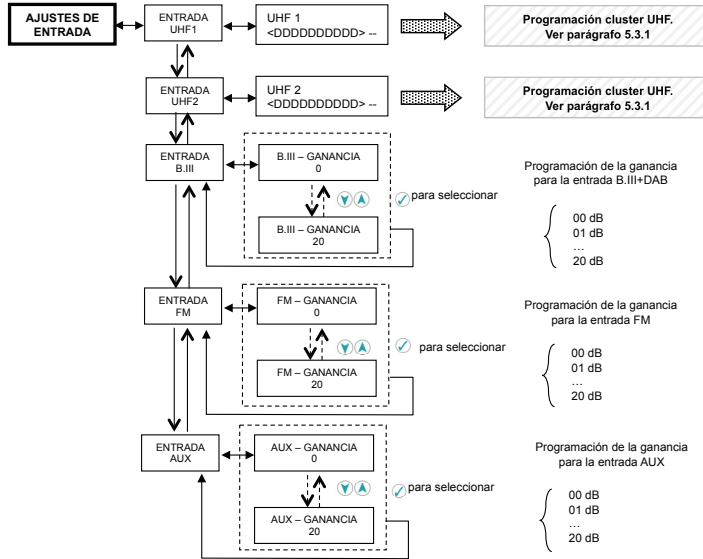 AJUSTES DE
ENTRADA
ENTRADA
UHF1
UHF 1
<DDDDDDDDDD> --
Programación cluster UHF.
Ver parágrafo 5.3.1
ENTRADA
UHF2
UHF 2
<DDDDDDDDDD> --
Programación cluster UHF.
Ver parágrafo 5.3.1
ENTRADA
B.III
B.III – GANANCIA
0
B.III – GANANCIA
20
para seleccionar
Programación de la ganancia
para la entrada B.III+DAB
00 dB
01 dB
...
20 dB
ENTRADA
FM
FM – GANANCIA
0
FM – GANANCIA
20
para seleccionar
Programación de la ganancia
para la entrada FM
00 dB
01 dB
...
20 dB
ENTRADA
AUX
AUX – GANANCIA
0
AUX – GANANCIA
20
para seleccionar
Programación de la ganancia
para la entrada AUX
00 dB
01 dB
...
20 dB